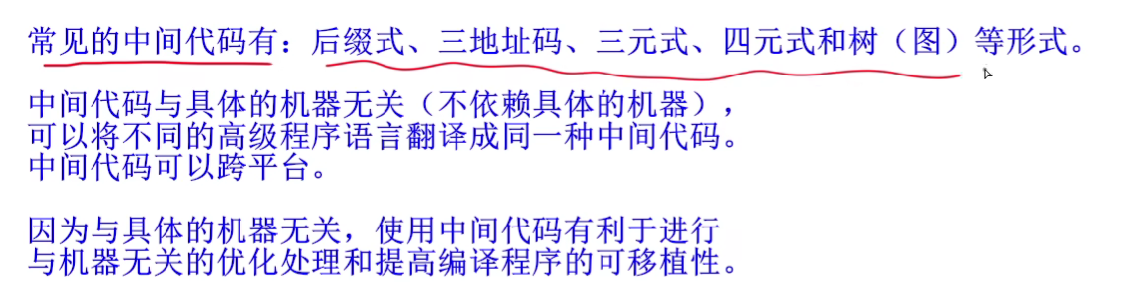 常见的中间代码有：后缀式、三地址码、三元式、四元式和树（图）等形式。
中间代码与具体的机器无关（不依赖具体的机器），
可以将不同的高级程序语言翻译成同一种中间代码。
中间代码可以跨平台。
因为与具体的机器无关，使用中间代码有利于进行
与机器无关的优化处理和提高编译程序的可移植性。